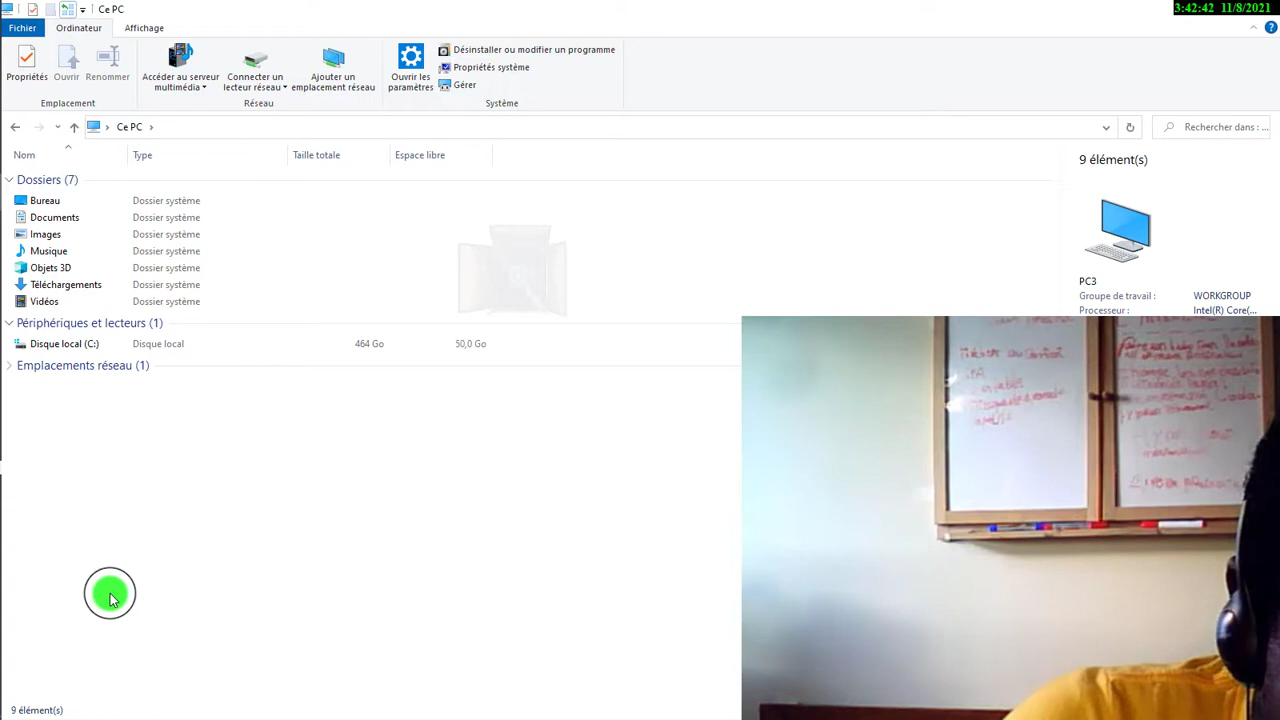 Ce PC
3:42:42 11/8/2021
Fichier
Ordinateur
Affichage
Propriétés
Ouvrir
Renommer
Accéder au serveur
multimédia
Connecter un
lecteur réseau
Ajouter un
emplacement réseau
Ouvrir les
paramètres
Désinstaller ou modifier un programme
Propriétés système
Gérer
Emplacement
Réseau
Système
Ce PC
Rechercher dans : ...
Nom
Type
Taille totale
Espace libre
Dossiers (7)
Bureau Dossier système
Documents Dossier système
Images Dossier système
Musique Dossier système
Objets 3D Dossier système
Téléchargements Dossier système
Vidéos Dossier système
Périphériques et lecteurs (1)
Disque local (C:) Disque local 464 Go 50,0 Go
Emplacements réseau (1)
9 élément(s)
PC3
Groupe de travail : WORKGROUP
Processeur : Intel(R) Core(...
9 élément(s)